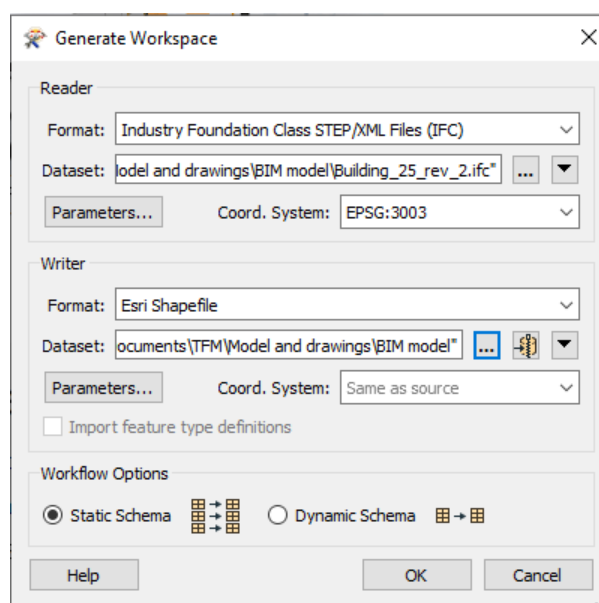 Generate Workspace
Reader
Format: Industry Foundation Class STEP/XML Files (IFC)
Dataset: lodel and drawings\BIM model\Building_25_rev_2.ifc" ...
Parameters... Coord. System: EPSG:3003
Writer
Format: Esri Shapefile
Dataset: ocuments\TFM\Model and drawings\BIM model" ...
Parameters... Coord. System: Same as source
Import feature type definitions
Workflow Options
Static Schema Dynamic Schema
Help OK Cancel